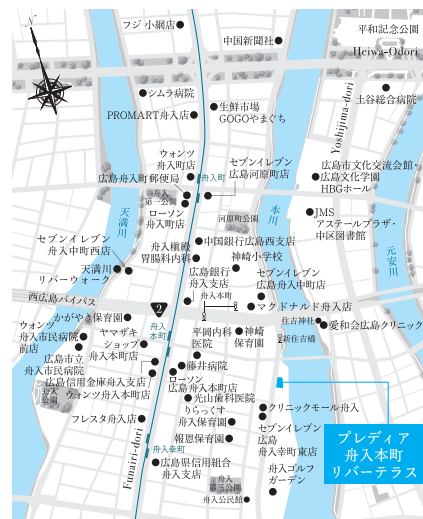 フジ 小網店
中国新聞社
平和記念公園
Heiwa-Odori
N
シムラ病院
土谷総合病院
PROMART舟入店
生鮮市場
GOGOやまぐち
Yoshijima-dori
ウォンツ
舟入町店
舟入町
セブンイレブン
広島河原町店
広島市文化交流会館・
広島文化学園
HBGホール
広島舟入町郵便局
舟入
第一公園
ローソン
舟入町店
天満川
本川
河原町公園
JMS
アステールプラザ・
中区図書館
元安川
セブンイレブン
舟入中町西店
舟入槇殿
胃腸科内科
中国銀行広島西支店
神崎小学校
天満川
リバーウォーク
広島銀行
舟入支店
セブンイレブン
広島舟入中町店
西広島バイパス
2
舟入本町
マクドナルド舟入店
かがやき保育園
住吉神社
愛和会広島クリニック
ウォンツ
舟入市民病院
前店
ヤマザキ
ショップ
舟入本町店
舟入
本町
平岡内科
医院
神崎
保育園
新住吉橋
広島市立
舟入市民病院
藤井病院
広島信用金庫舟入支店
ローソン
広島舟入本町店
舟入
公園
ウォンツ舟入本町店
光山歯科医院
クリニックモール舟入
フレスタ舟入店
りらっくす
舟入保育園
セブンイレブン
広島
舟入幸町東店
プレディア
舟入本町
リバーテラス
Funairi-dori
舟入幸町
報恩保育園
広島県信用組合
舟入支店
舟入
第三公園
舟入ゴルフ
ガーデン
舟入公民館